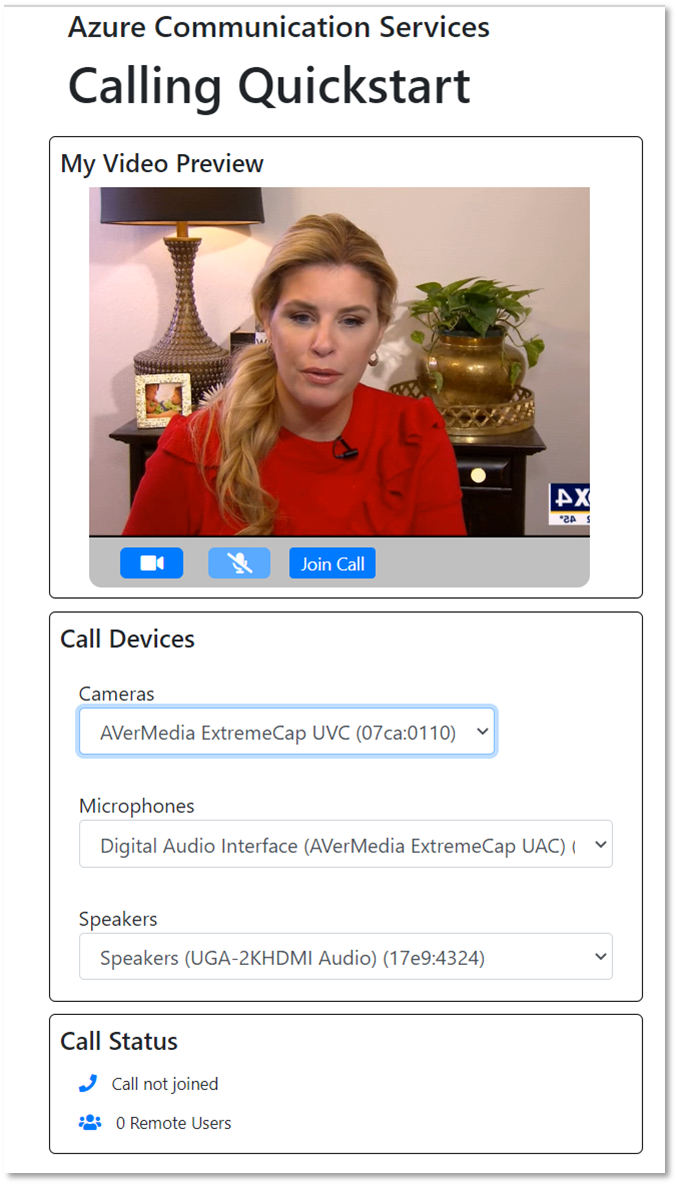 Azure Communication Services
Calling Quickstart
My Video Preview
X4
45°
Join Call
Call Devices
Cameras
AVerMedia ExtremeCap UVC (07ca:0110)
Microphones
Digital Audio Interface (AVerMedia ExtremeCap UAC) (
Speakers
Speakers (UGA-2KHDMI Audio) (17e9:4324)
Call Status
Call not joined
0 Remote Users